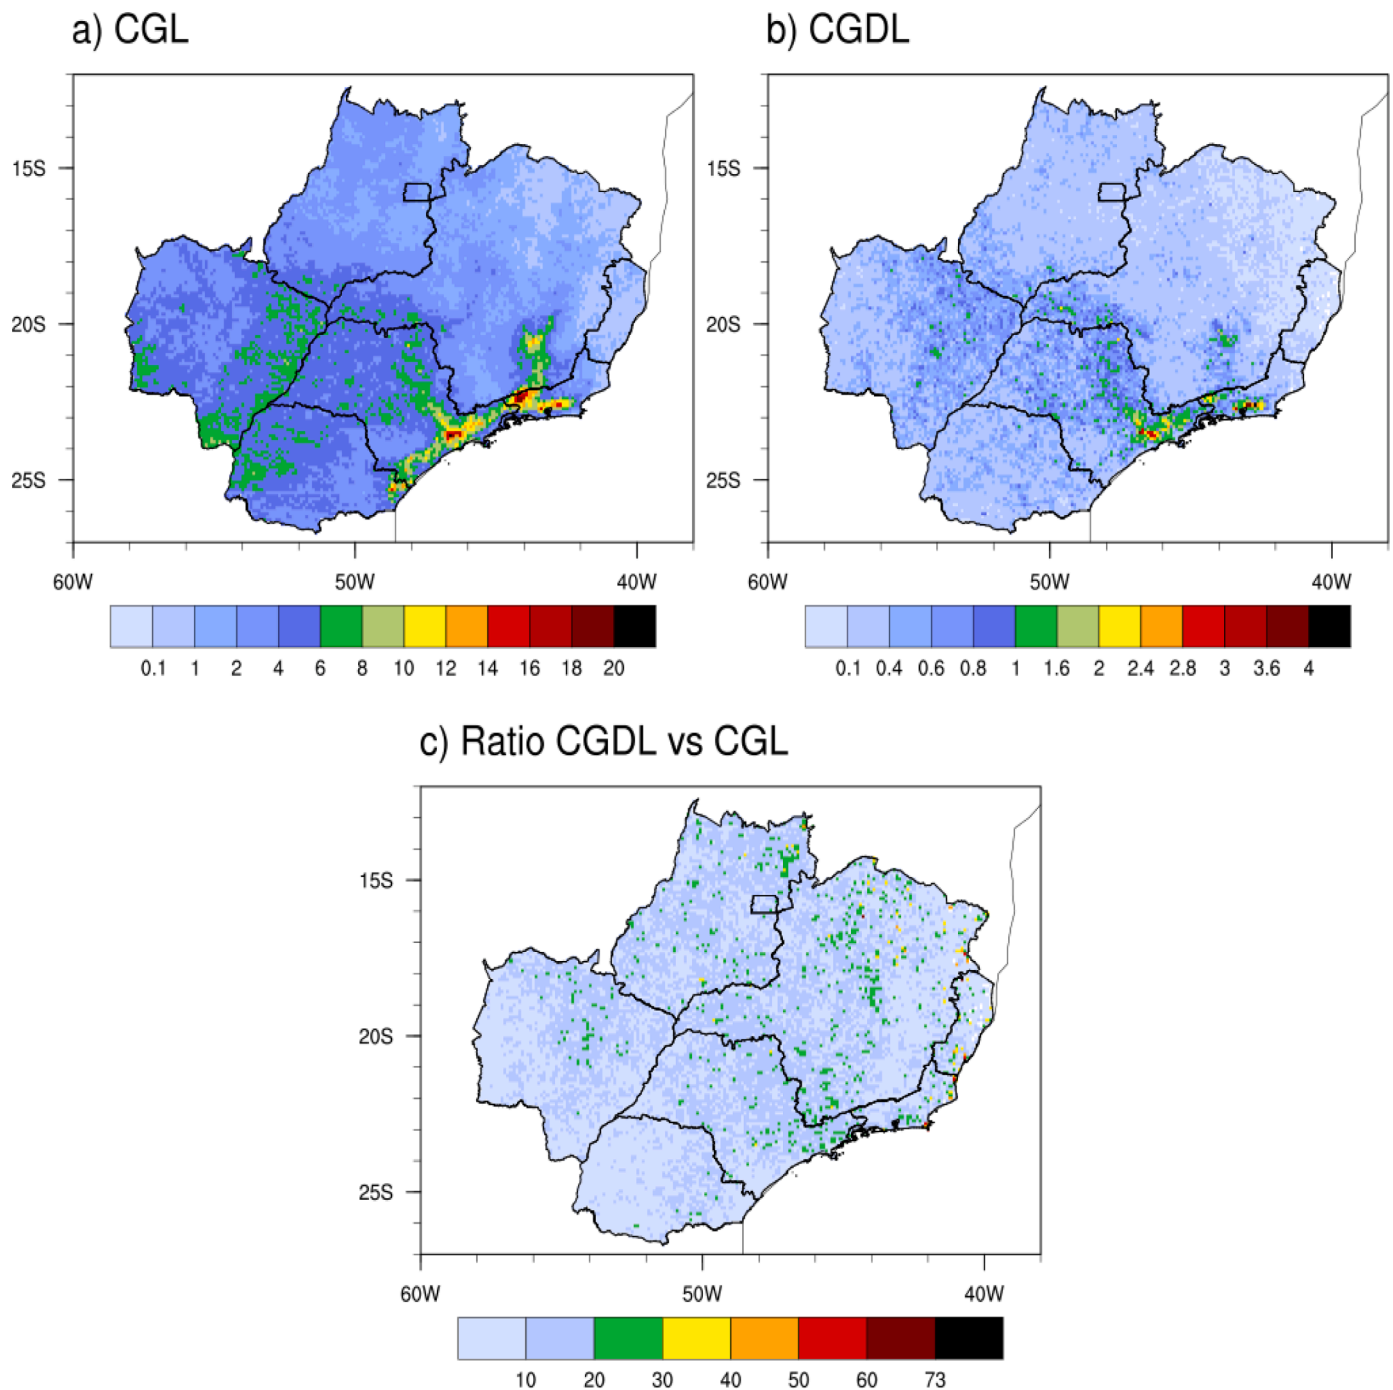 a) CGL
b) CGDL
15S
20S
25S
60W 50W 40W
0.1 1 2 4 6 8 10 12 14 16 18 20
15S
20S
25S
60W 50W 40W
0.1 0.4 0.6 0.8 1 1.6 2 2.4 2.8 3 3.6 4
c) Ratio CGDL vs CGL
15S
20S
25S
60W 50W 40W
10 20 30 40 50 60 73